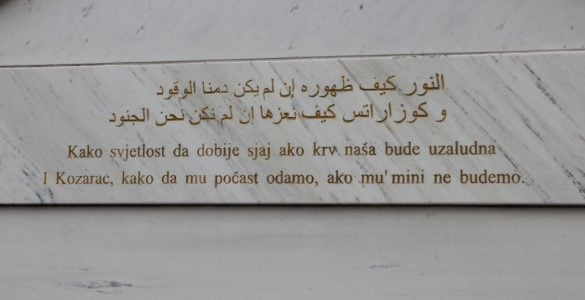 النور كيف ظهوره إن لم يكن دمنا الوقود
و كوزاراتس كيف نعزها إن لم نكن نحن الجنود
Kako svjetlost da dobije sjaj ako krv naša bude uzaludna
I Kozarac, kako da mu počast odamo, ako mu'mini ne budemo.